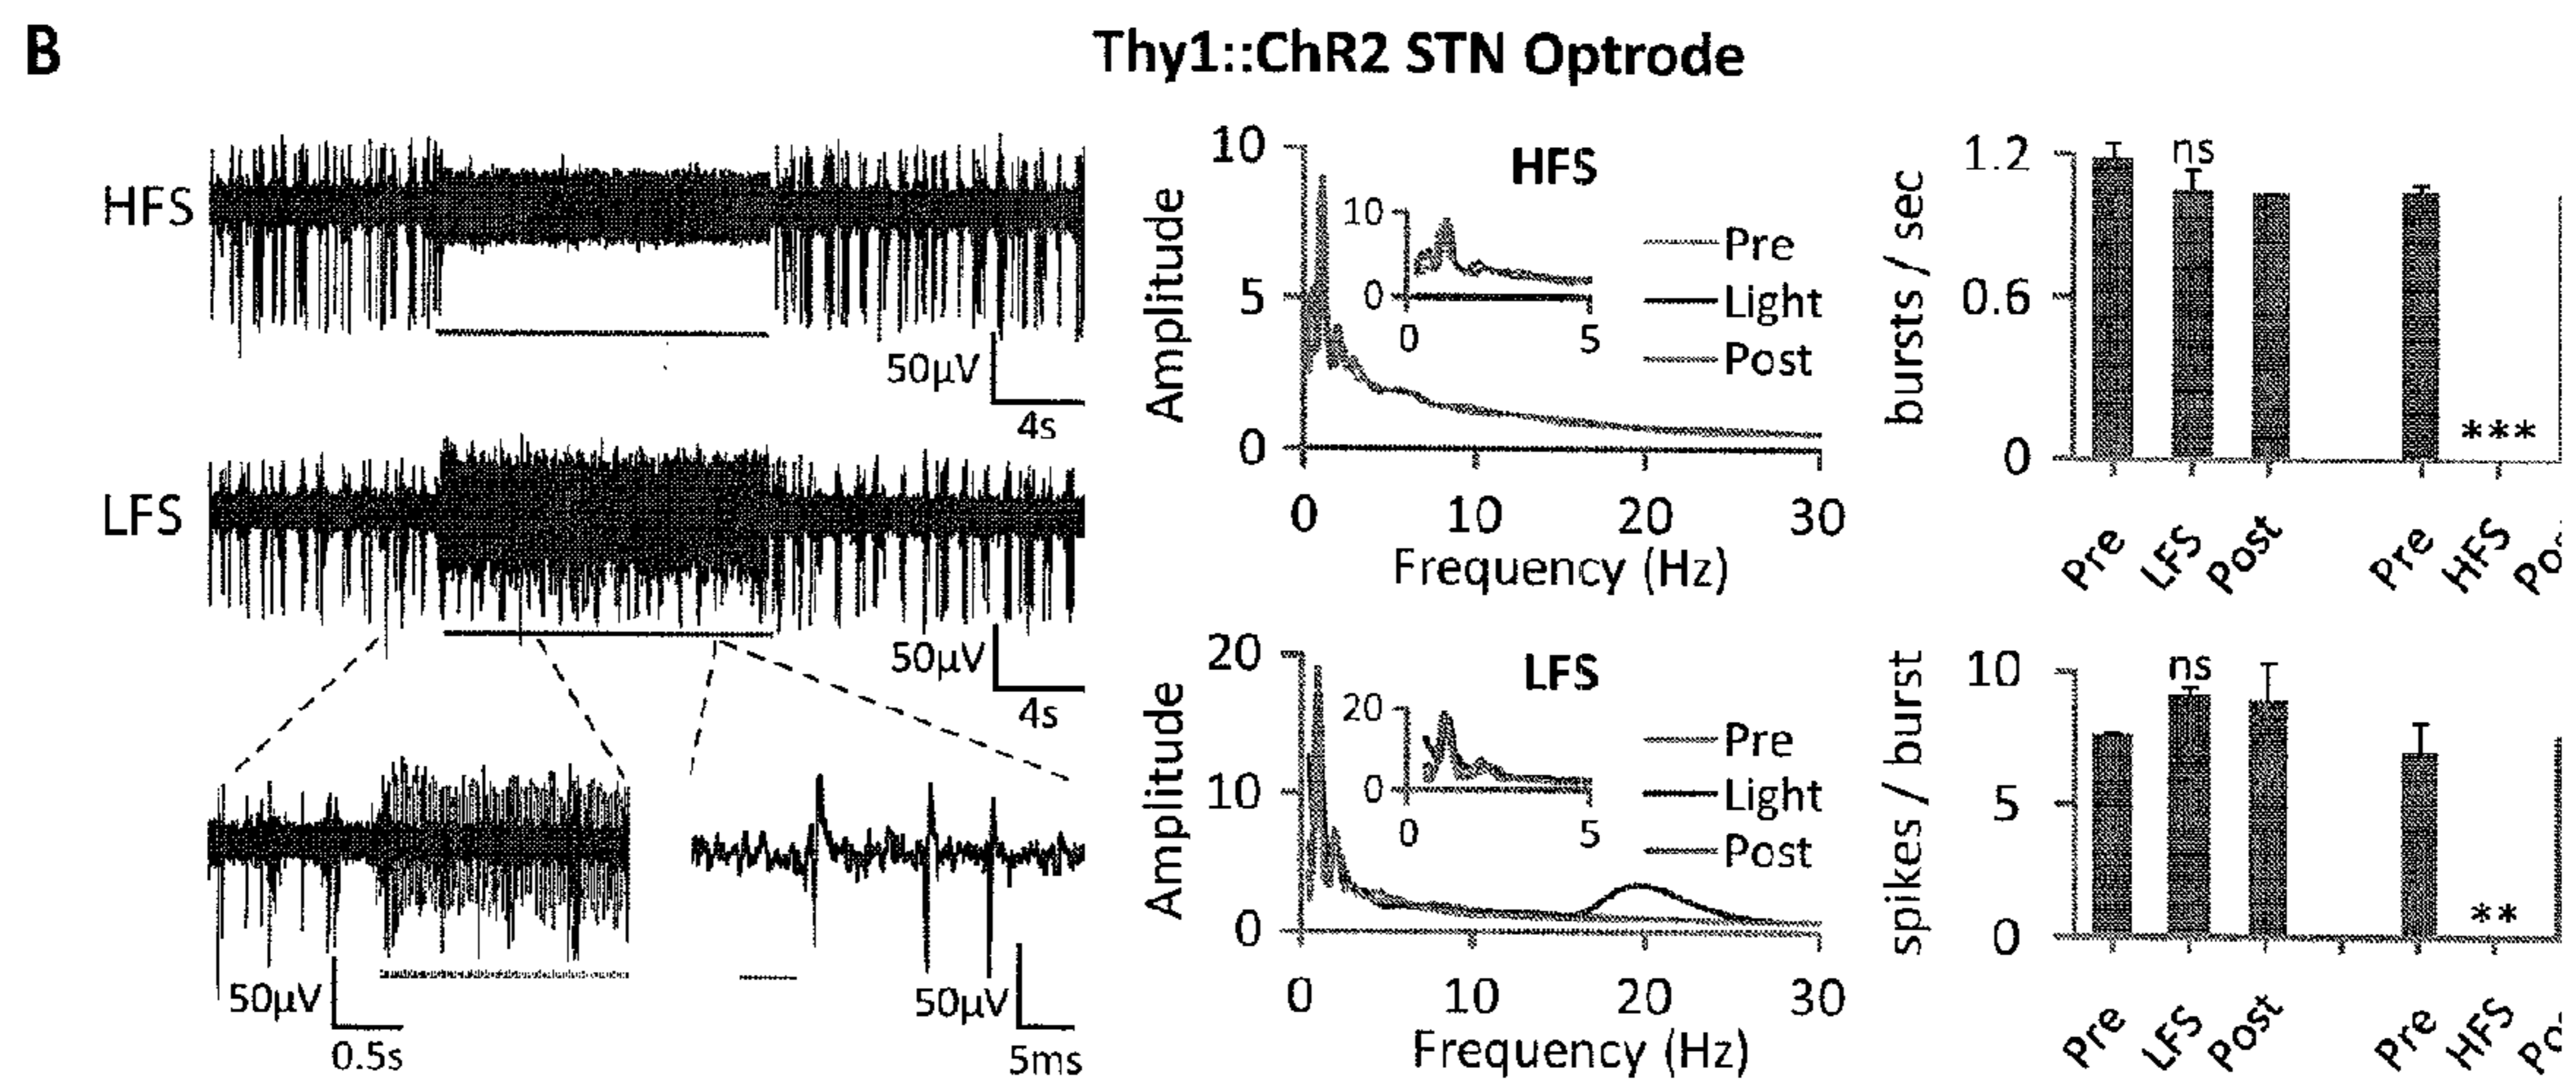 B
Thy1::ChR2 STN Optrode
HFS
50µV
4s
LFS
50µV
4s
50µV
0.5s
50µV
5ms
10
5
0
Amplitude
HFS
10
0
0
5
Pre
Light
Post
0
10
20
30
Frequency (Hz)
20
10
0
Amplitude
LFS
20
0
0
5
Pre
Light
Post
0
10
20
30
Frequency (Hz)
bursts / sec
1.2
0.6
0
ns
***
Pre
LFS
Post
Pre
HFS
spikes / burst
10
5
0
ns
**
Pre
LFS
Post
Pre
HFS